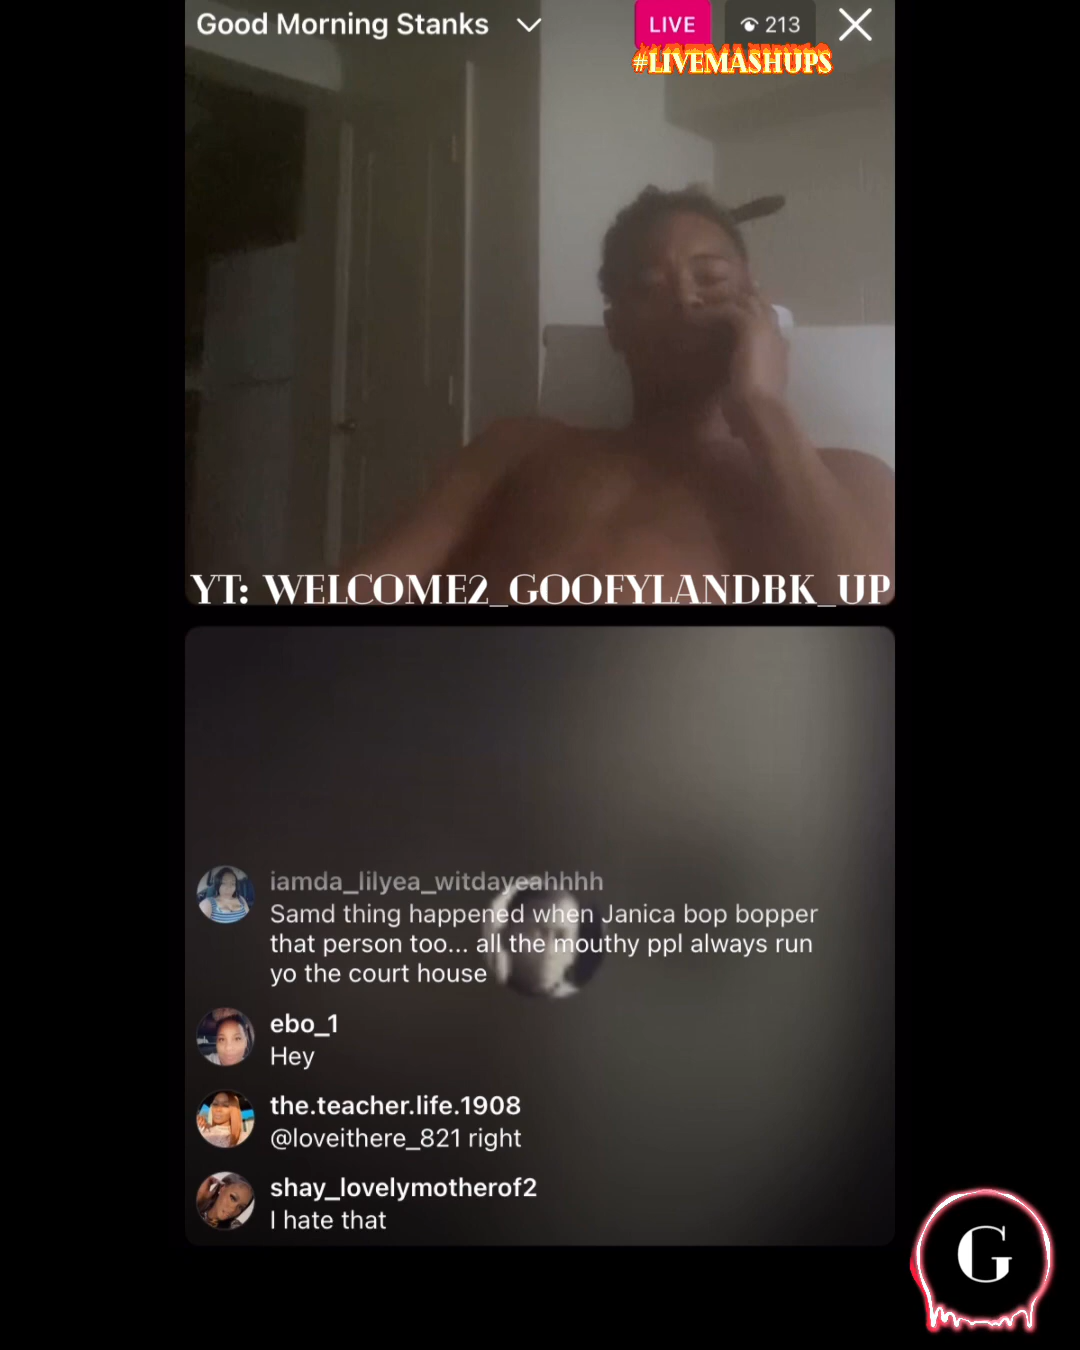 Good Morning Stanks
LIVE
213
#LIVEMASHUPS
YT: WELCOME2_GOOFYLANDBK_UP
iamda_lilyea_witdayeahhhh
Samd thing happened when Janica bop bopper
that person too... all the mouthy ppl always run
yo the court house
ebo_1
Hey
the.teacher.life.1908
@loveithere_821 right
shay_lovelymotherof2
I hate that
G